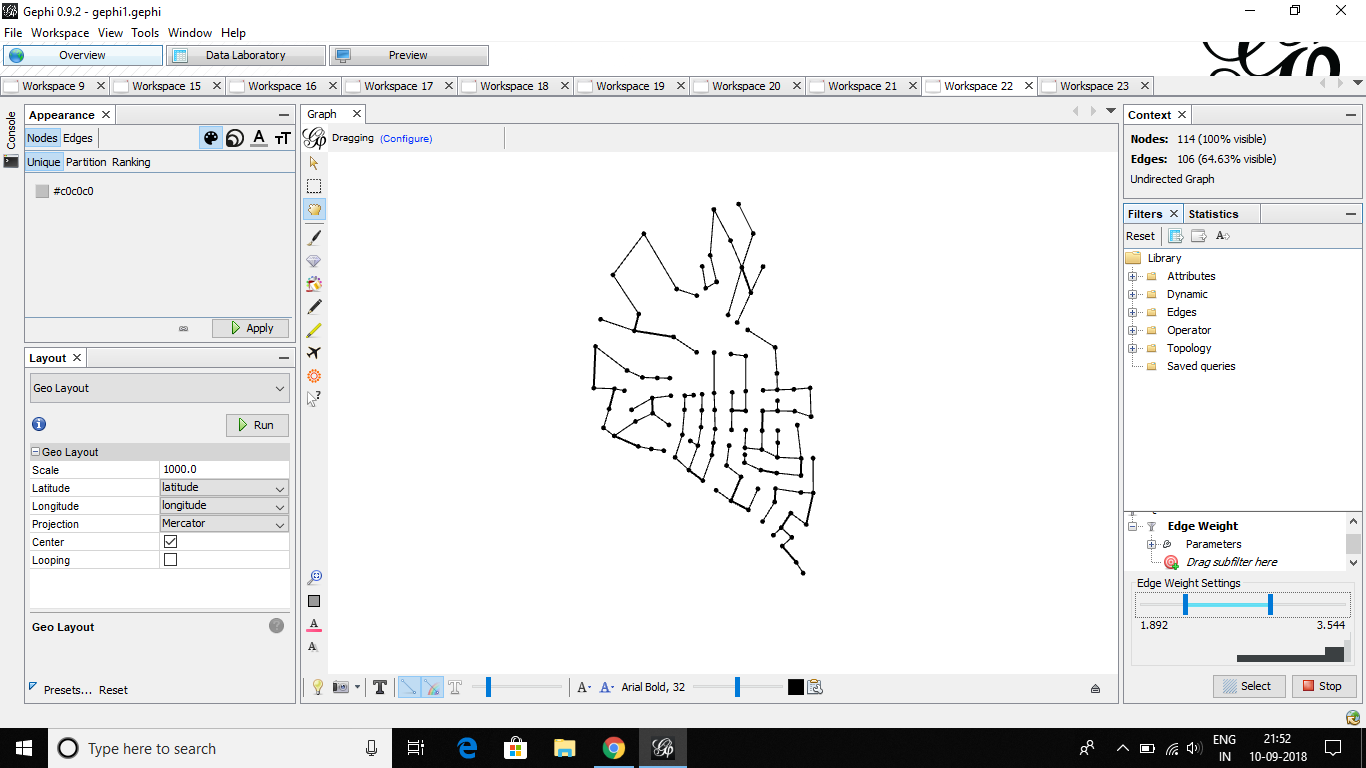 Gephi 0.9.2 - gephi1.gephi
File Workspace View Tools Window Help
Overview Data Laboratory Preview
Workspace 9 Workspace 15 Workspace 16 Workspace 17 Workspace 18 Workspace 19 Workspace 20 Workspace 21 Workspace 22 Workspace 23
Console
Appearance
Nodes Edges
Unique Partition Ranking
#c0c0c0
Apply
Layout
Geo Layout
Run
Geo Layout
Scale 1000.0
Latitude latitude
Longitude longitude
Projection Mercator
Center
Looping
Geo Layout
Presets... Reset
Graph
Dragging (Configure)
Arial Bold, 32
Context
Nodes: 114 (100% visible)
Edges: 106 (64.63% visible)
Undirected Graph
Filters Statistics
Reset
Library
Attributes
Dynamic
Edges
Operator
Topology
Saved queries
Edge Weight
Parameters
Drag subfilter here
Edge Weight Settings
1.892 3.544
Select Stop
Type here to search
ENG
IN
21:52
10-09-2018